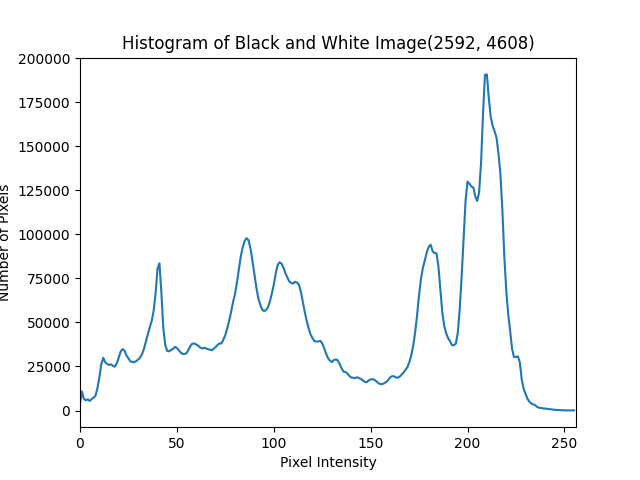 Histogram of Black and White Image(2592, 4608)
200000
175000
150000
125000
100000
75000
50000
25000
0
Number of Pixels
0 50 100 150 200 250
Pixel Intensity